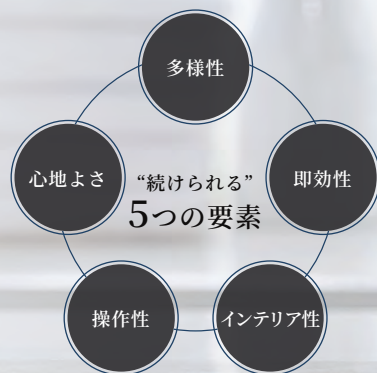 多様性
心地よさ
“続けられる”
即効性
5つの要素
操作性
インテリア性